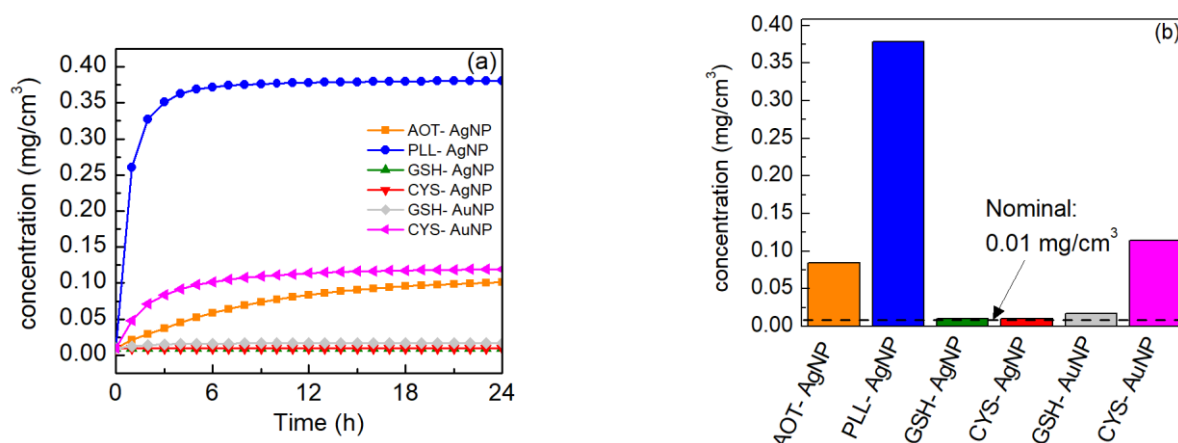 (a)
concentration (mg/cm³)
0.40
0.35
0.30
0.25
0.20
0.15
0.10
0.05
0.00
AOT- AgNP
PLL- AgNP
GSH- AgNP
CYS- AgNP
GSH- AuNP
CYS- AuNP
0 6 12 18 24
Time (h)
(b)
concentration (mg/cm³)
0.40
0.35
0.30
0.25
0.20
0.15
0.10
0.05
0.00
Nominal:
0.01 mg/cm³
AOT- AgNP
PLL- AgNP
GSH- AgNP
CYS- AgNP
GSH- AuNP
CYS- AuNP